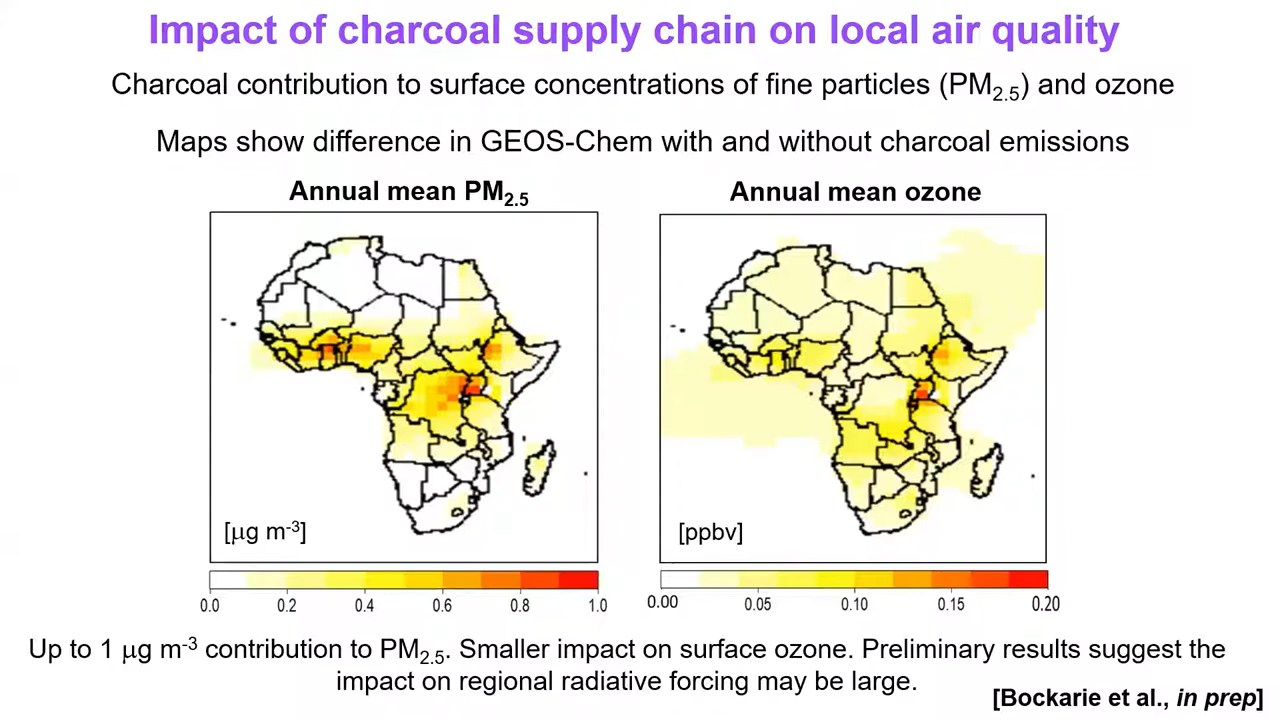 Impact of charcoal supply chain on local air quality
Charcoal contribution to surface concentrations of fine particles (PM2.5) and ozone
Maps show difference in GEOS-Chem with and without charcoal emissions
Annual mean PM2.5
Annual mean ozone
[μg m-3]
[ppbv]
0.0 0.2 0.4 0.6 0.8 1.0
0.00 0.05 0.10 0.15 0.20
Up to 1 μg m-3 contribution to PM2.5. Smaller impact on surface ozone. Preliminary results suggest the
impact on regional radiative forcing may be large.
[Bockarie et al., in prep]